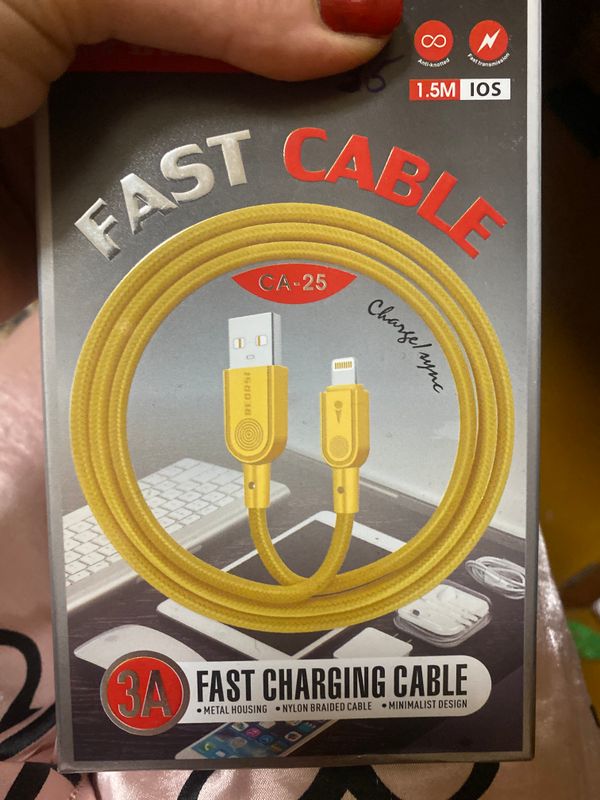 Anti-knotted
Fast transmission
1.5M IOS
FAST CABLE
CA-25
Charge/sync
3A
FAST CHARGING CABLE
• METAL HOUSING • NYLON BRAIDED CABLE • MINIMALIST DESIGN